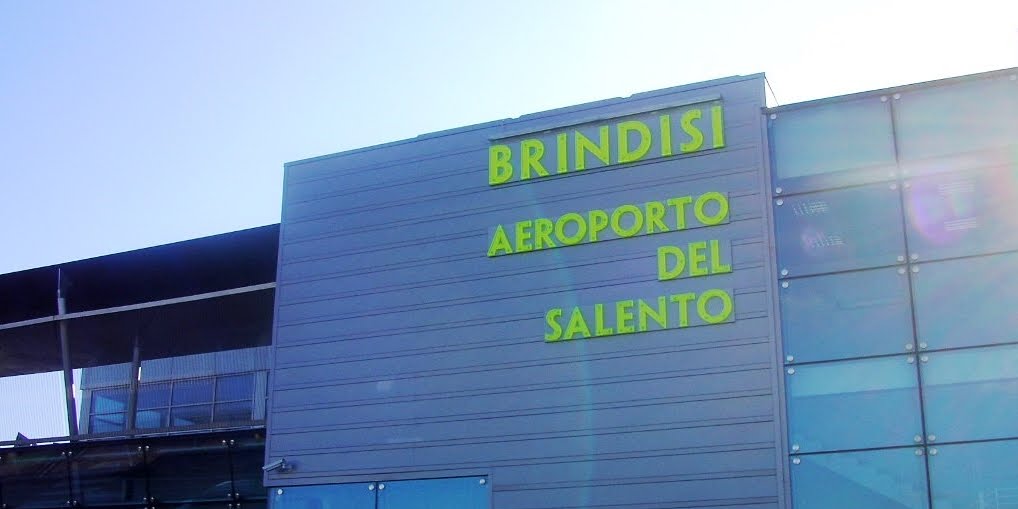 BRINDISI
AEROPORTO
DEL
SALENTO